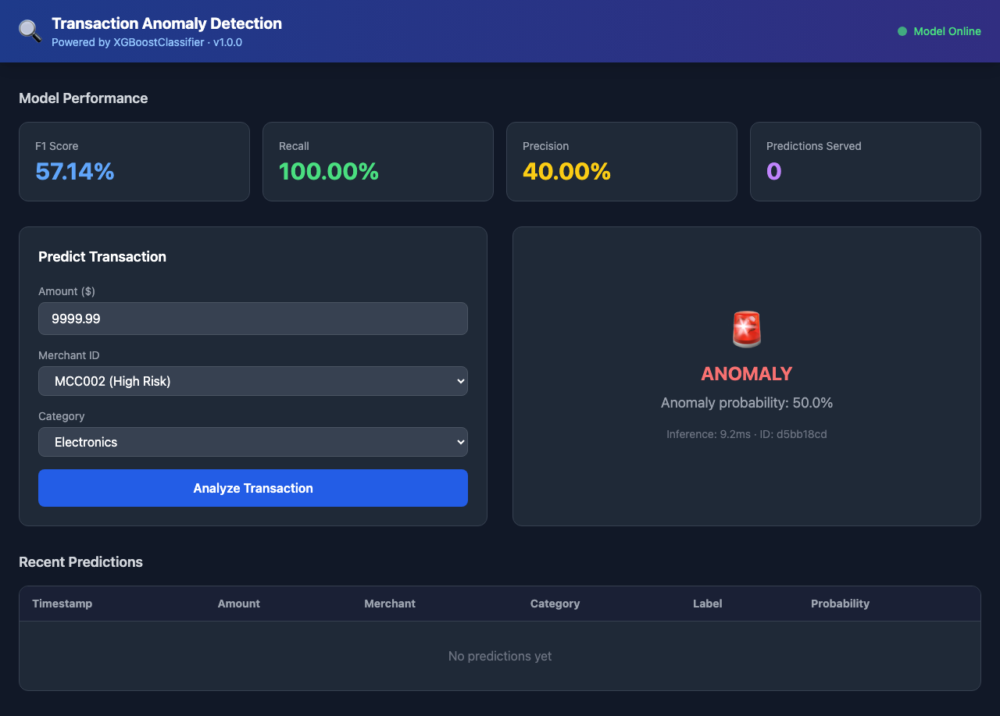 Transaction Anomaly Detection
Powered by XGBoostClassifier · v1.0.0
Model Online
Model Performance
F1 Score
57.14%
Recall
100.00%
Precision
40.00%
Predictions Served
0
Predict Transaction
Amount ($)
9999.99
Merchant ID
MCC002 (High Risk)
Category
Electronics
Analyze Transaction
ANOMALY
Anomaly probability: 50.0%
Inference: 9.2ms · ID: d5bb18cd
Recent Predictions
Timestamp Amount Merchant Category Label Probability
No predictions yet